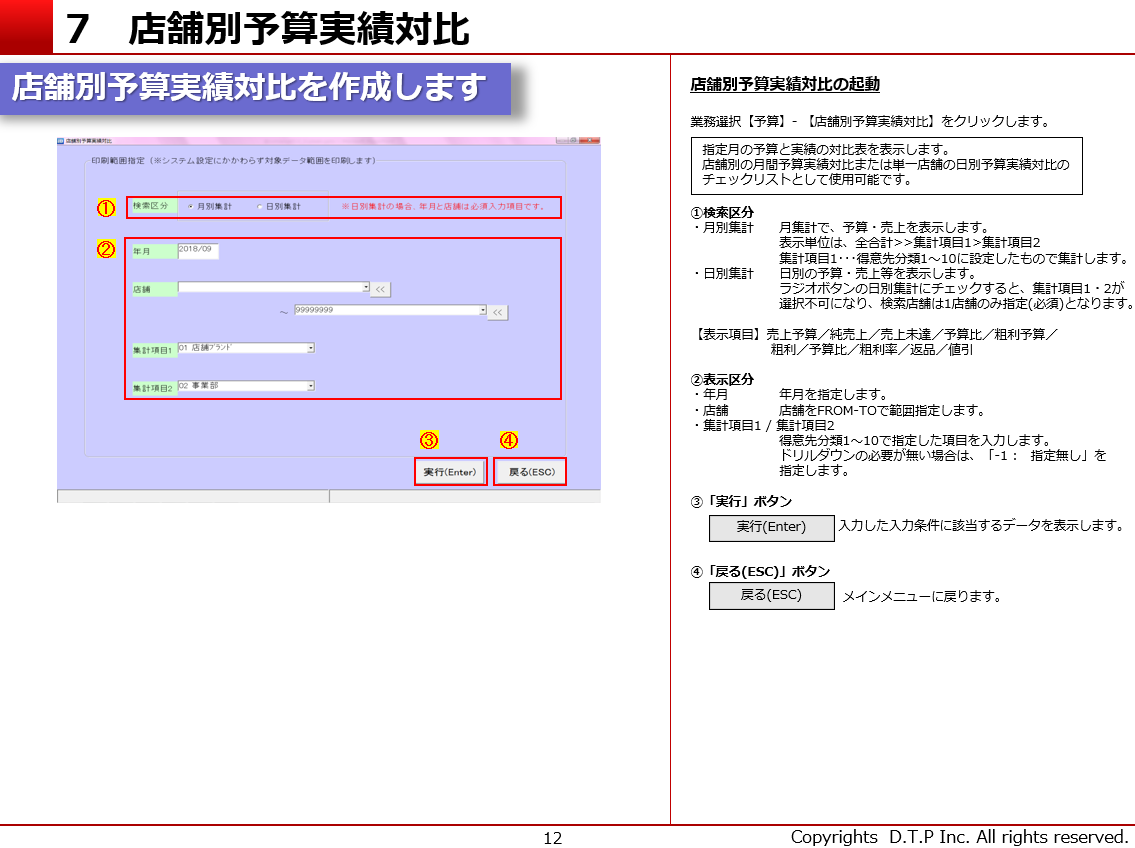 7 店舗別予算実績対比
店舗別予算実績対比を作成します
店舗別予算実績対比
印刷範囲指定（※システム設定にかかわらず対象データ範囲を印刷します）
①
検索区分
月別集計
日別集計
※日別集計の場合、年月と店舗は必須入力項目です。
②
年月
2018/09
店舗
<<
～
99999999
<<
集計項目1
01 店舗ﾌﾞﾗﾝﾄﾞ
集計項目2
02 事業部
③
④
実行(Enter)
戻る(ESC)
店舗別予算実績対比の起動
業務選択【予算】-【店舗別予算実績対比】をクリックします。
指定月の予算と実績の対比表を表示します。
店舗別の月間予算実績対比または単一店舗の日別予算実績対比の
チェックリストとして使用可能です。
①検索区分
・月別集計 月集計で、予算・売上を表示します。
表示単位は、全合計>>集計項目1>集計項目2
集計項目1･･･得意先分類1～10に設定したもので集計します。
・日別集計 日別の予算・売上等を表示します。
ラジオボタンの日別集計にチェックすると、集計項目1・2が
選択不可になり、検索店舗は1店舗のみ指定(必須)となります。
【表示項目】売上予算／純売上／売上未達／予算比／粗利予算／
粗利／予算比／粗利率／返品／値引
②表示区分
・年月 年月を指定します。
・店舗 店舗をFROM-TOで範囲指定します。
・集計項目1 / 集計項目2
得意先分類1～10で指定した項目を入力します。
ドリルダウンの必要が無い場合は、「-1： 指定無し」を
指定します。
③「実行」ボタン
実行(Enter) 入力した入力条件に該当するデータを表示します。
④「戻る(ESC)」ボタン
戻る(ESC) メインメニューに戻ります。
12
Copyrights D.T.P Inc. All rights reserved.